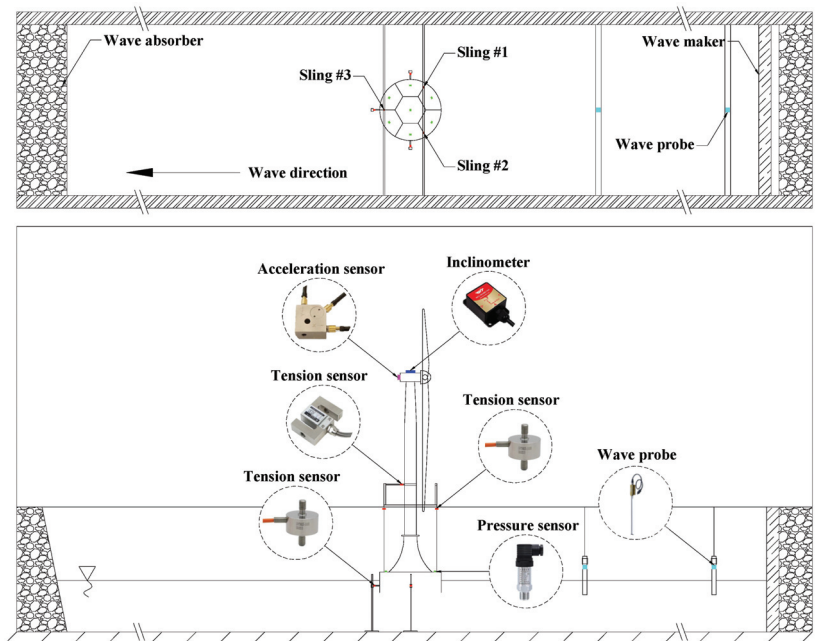 Wave absorber
Sling #1
Wave maker
Sling #3
Wave probe
Wave direction
Sling #2
Acceleration sensor
Inclinometer
Tension sensor
Tension sensor
Tension sensor
Wave probe
Pressure sensor